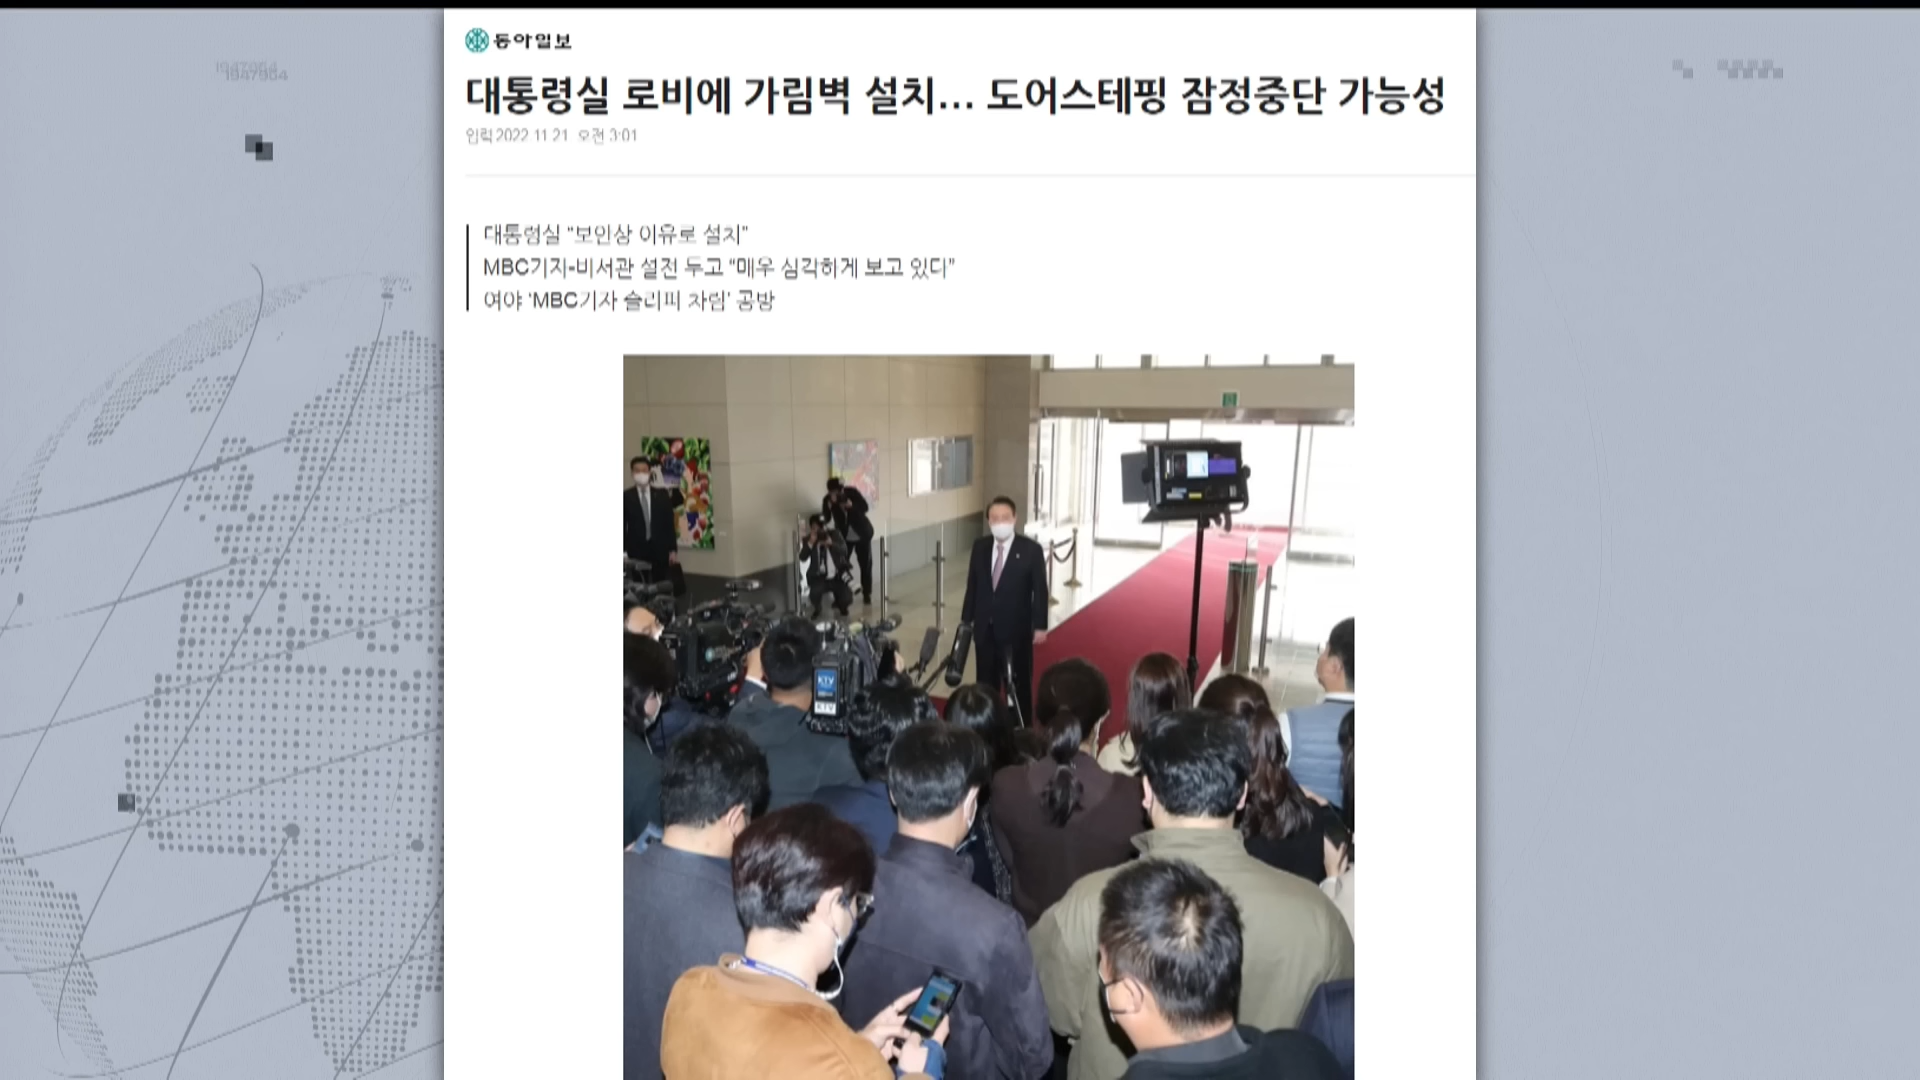 1947954
동아일보
대통령실 로비에 가림벽 설치... 도어스테핑 잠정중단 가능성
입력 2022 11 21 오전 3:01
대통령실 "보안상 이유로 설치"
MBC기자-비서관 설전 두고 "매우 심각하게 보고 있다"
여야 'MBC기자 슬리퍼 차림' 공방
KTV
KTV